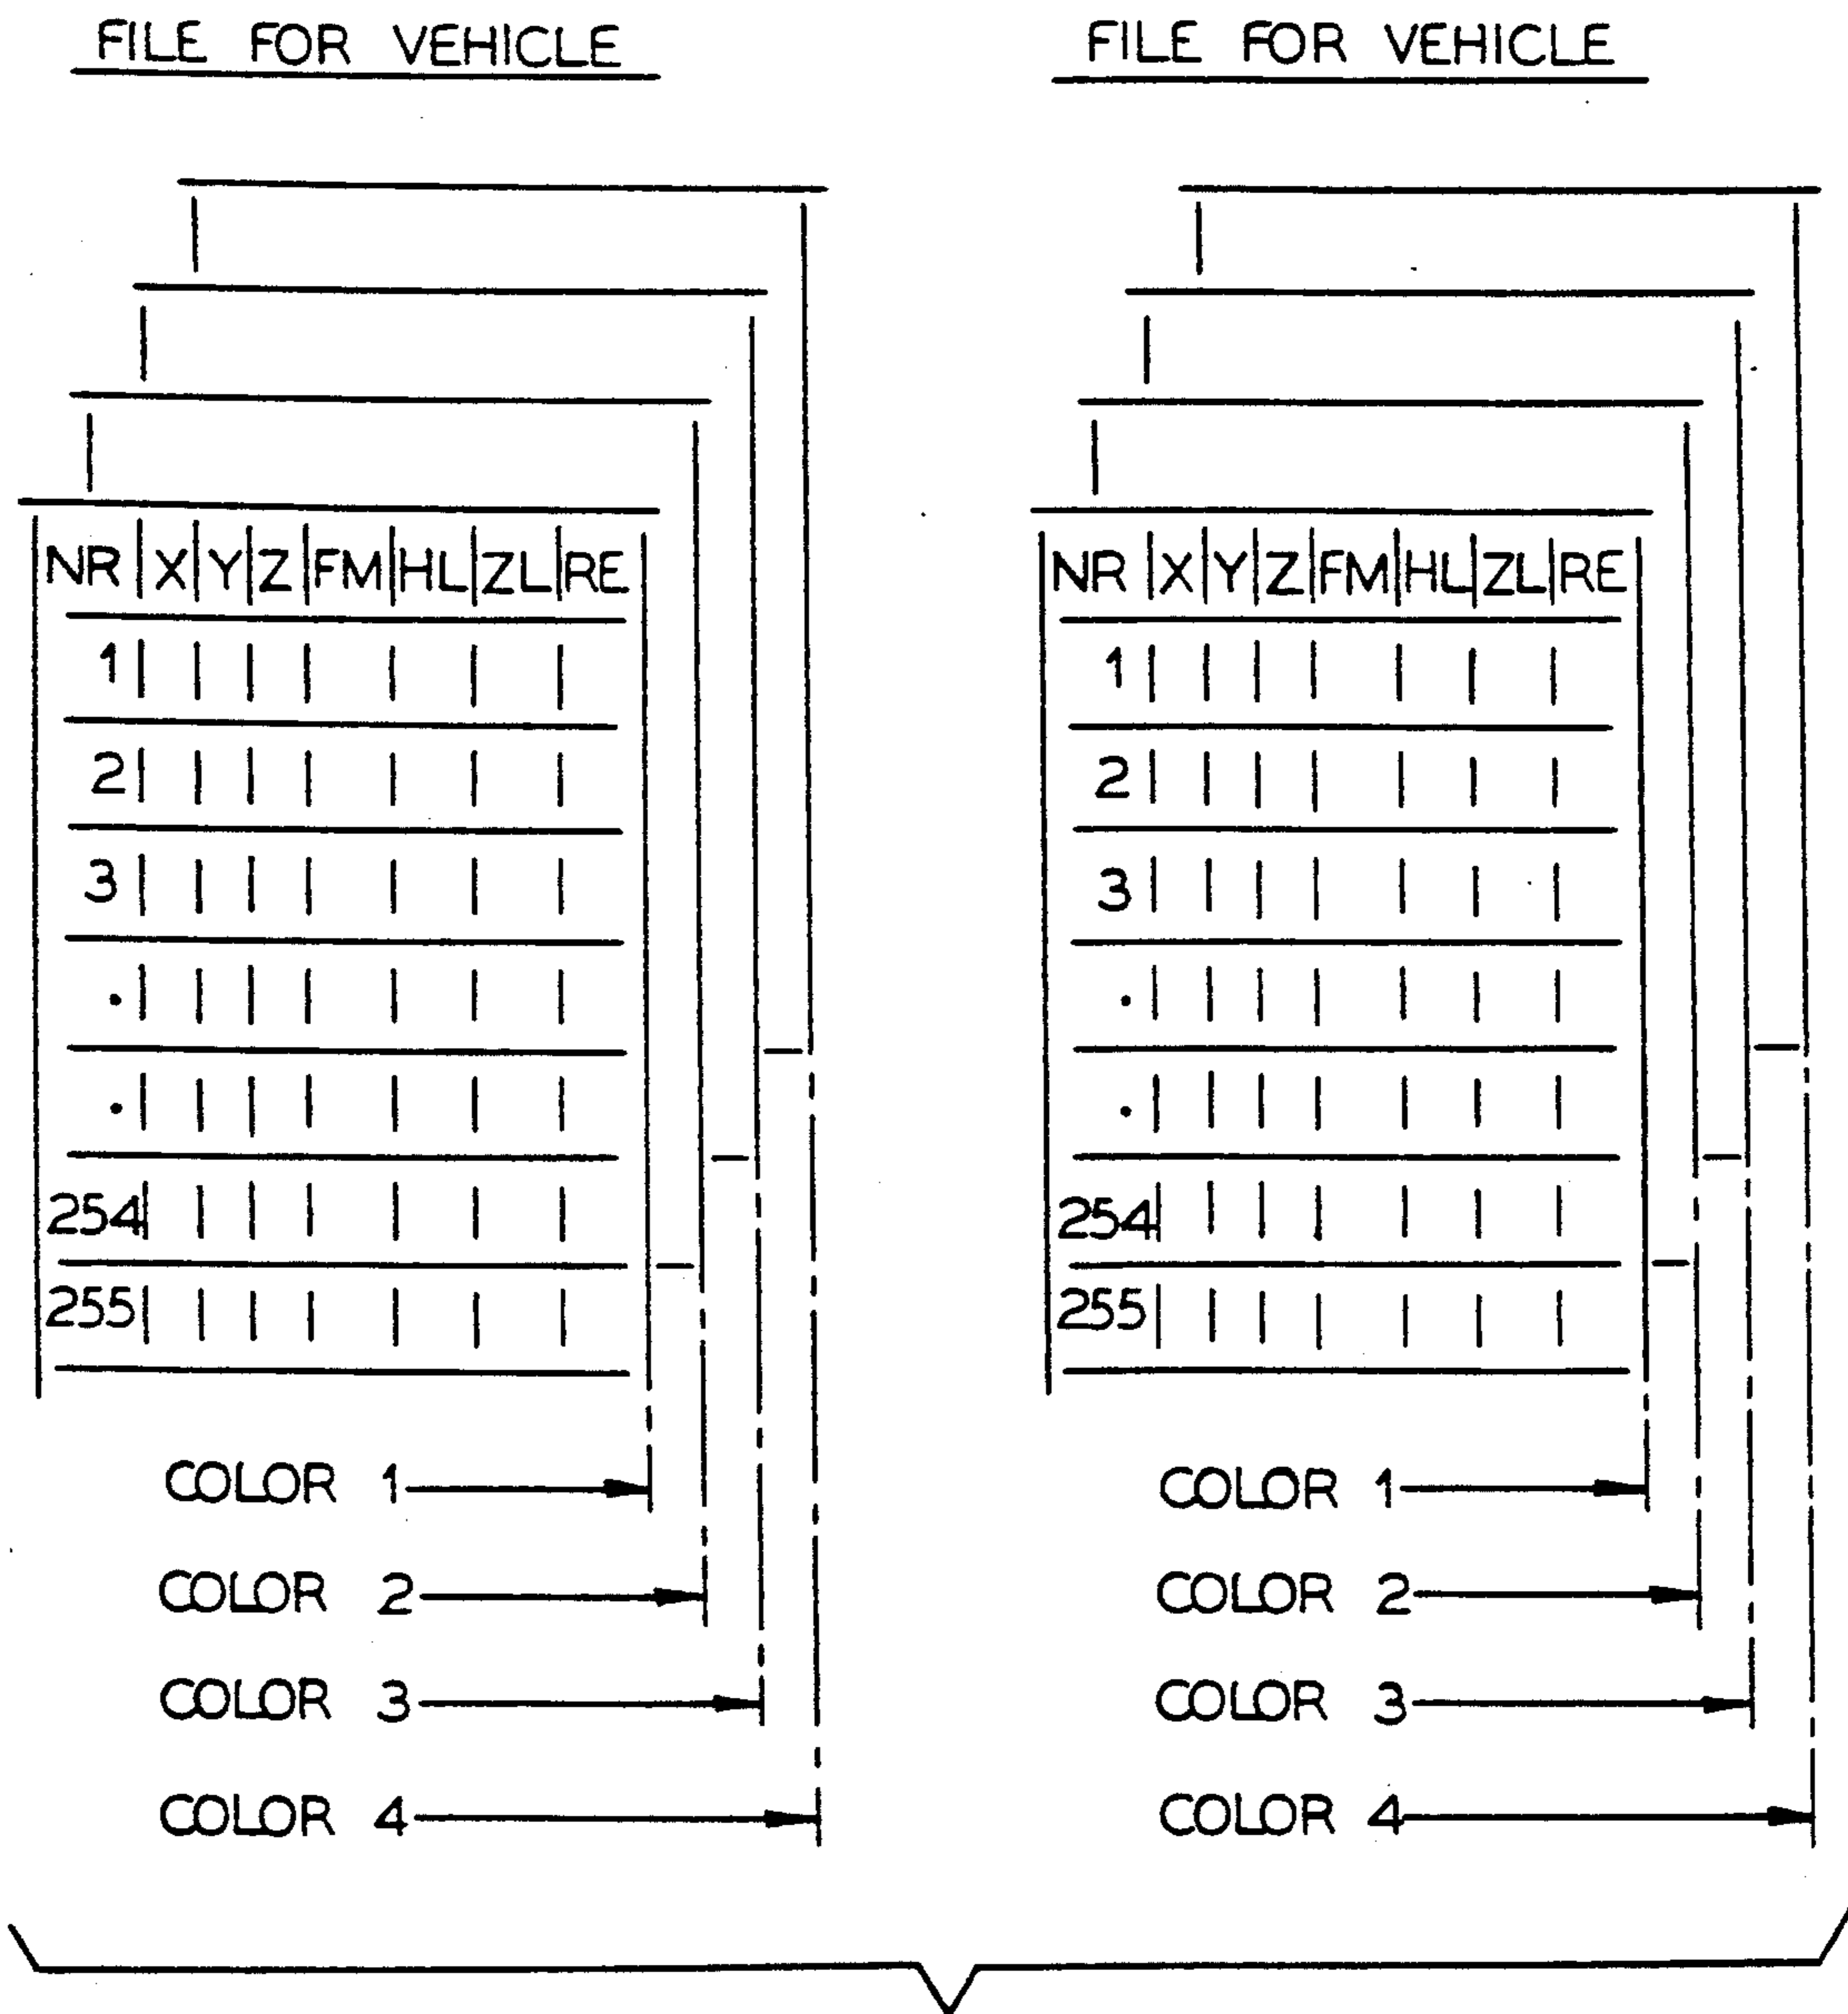 FILE FOR VEHICLE
NR X Y Z FM HL ZL RE
1
2
3
.
.
254
255
COLOR 1
COLOR 2
COLOR 3
COLOR 4
FILE FOR VEHICLE
NR X Y Z FM HL ZL RE
1
2
3
.
.
254
255
COLOR 1
COLOR 2
COLOR 3
COLOR 4